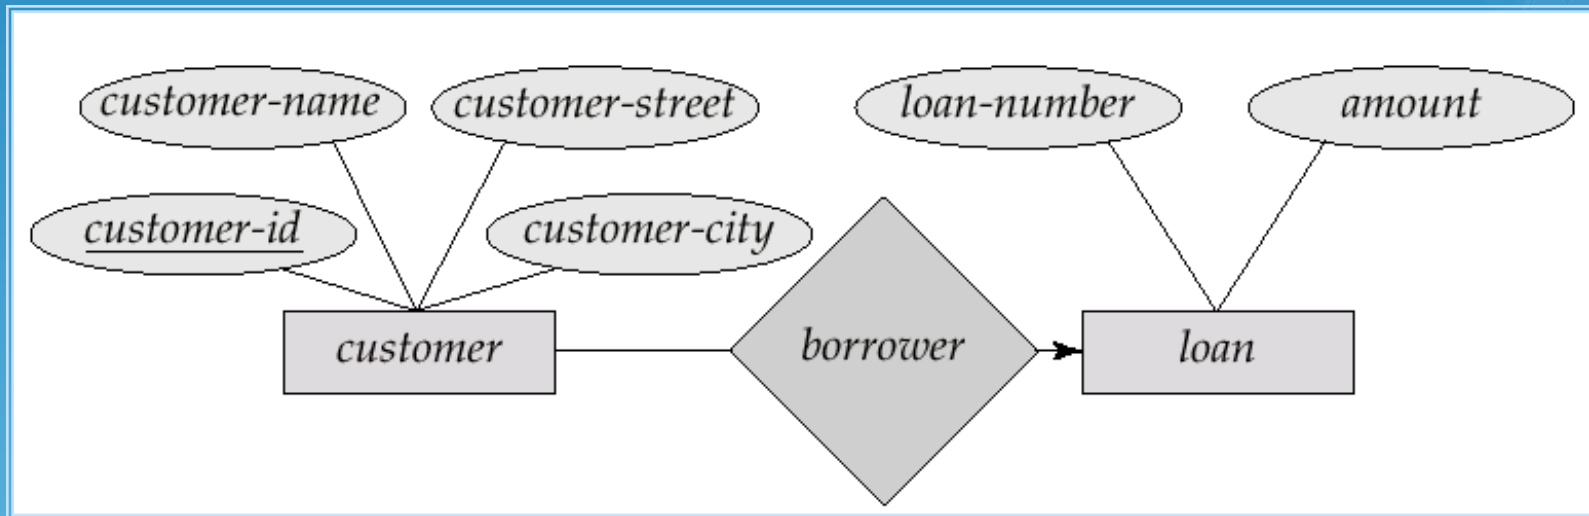 customer-name
customer-street
loan-number
amount
customer-id
customer-city
customer
borrower
loan